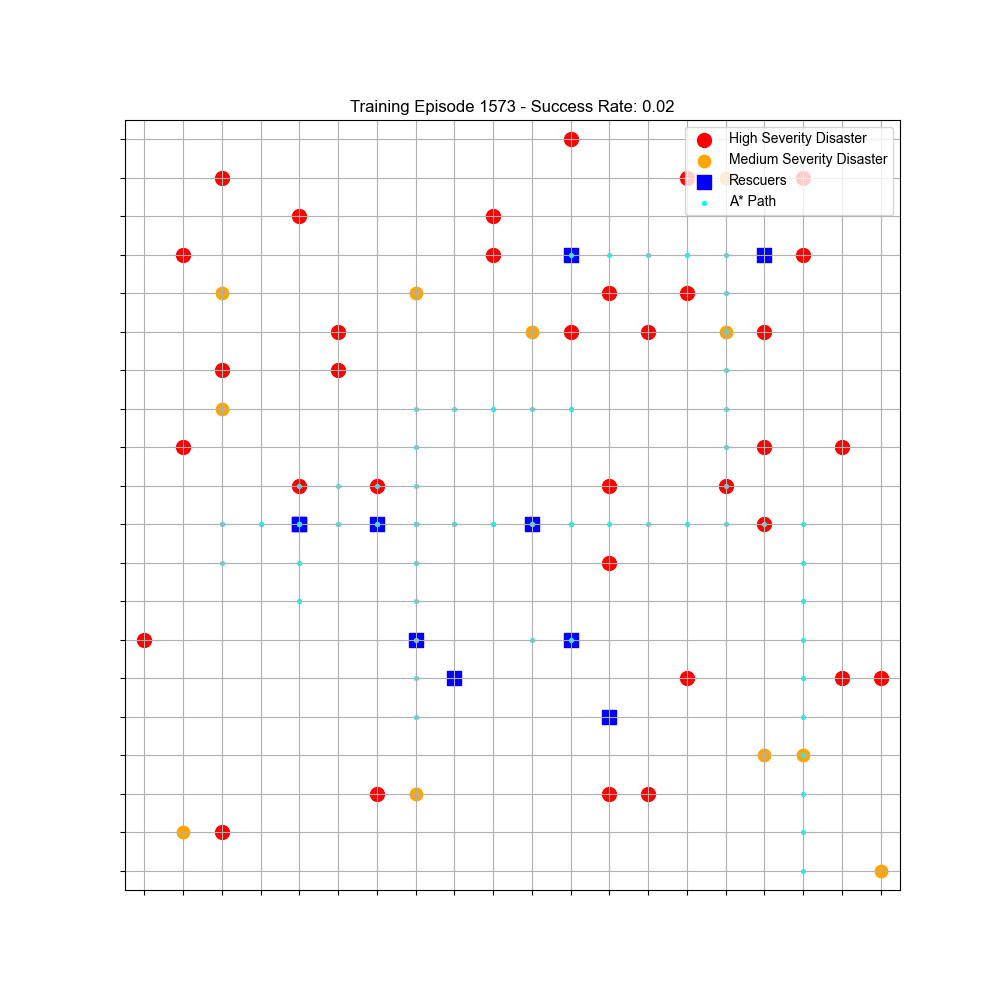 Training Episode 1573 - Success Rate: 0.02
High Severity Disaster
Medium Severity Disaster
Rescuers
A* Path